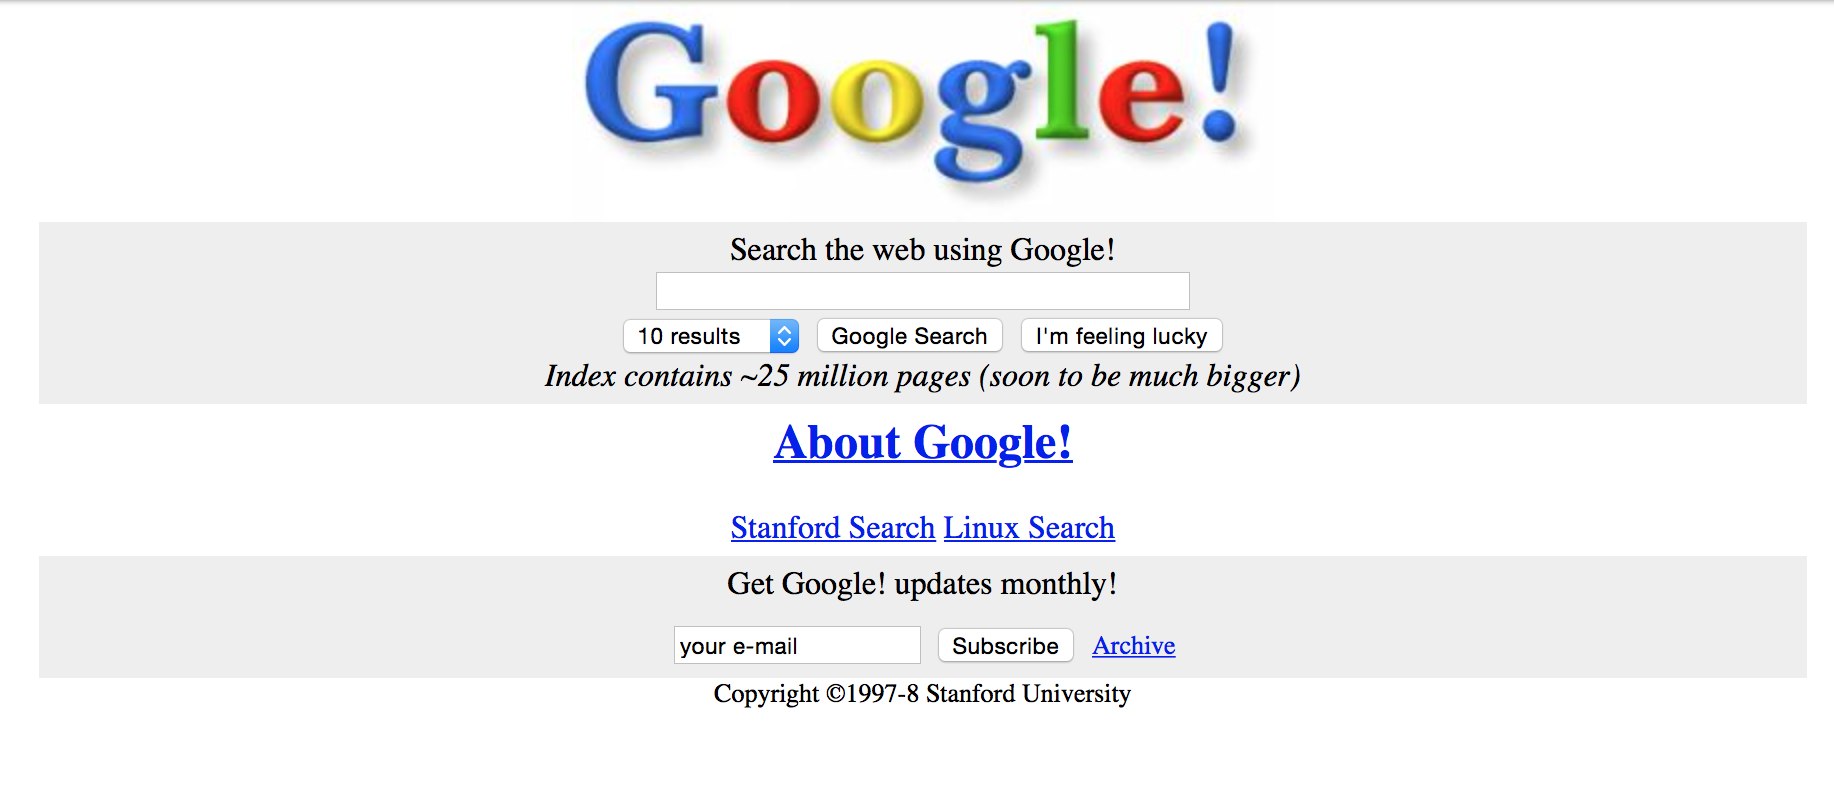 Google!
Search the web using Google!
10 results Google Search I'm feeling lucky
Index contains ~25 million pages (soon to be much bigger)
About Google!
Stanford Search Linux Search
Get Google! updates monthly!
your e-mail Subscribe Archive
Copyright ©1997-8 Stanford University